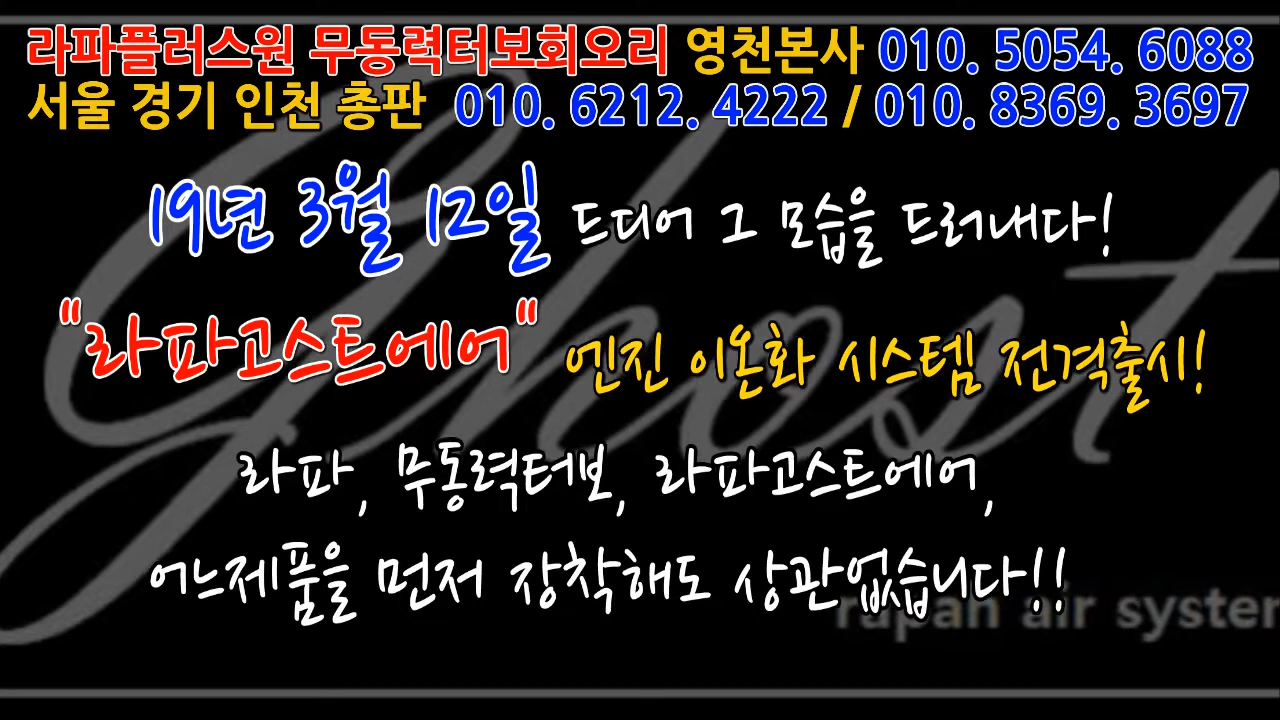 라파플러스원 무동력터보회오리 영천본사 010. 5054. 6088
서울 경기 인천 총판 010. 6212. 4222 / 010. 8369. 3697
19년 3월 12일 드디어 그 모습을 드러내다!
"라파고스트에어" 엔진 이온화 시스템 전격출시!
라파, 무동력터보, 라파고스트에어,
어느제품을 먼저 장착해도 상관없습니다!!
Ghost
rapan air system